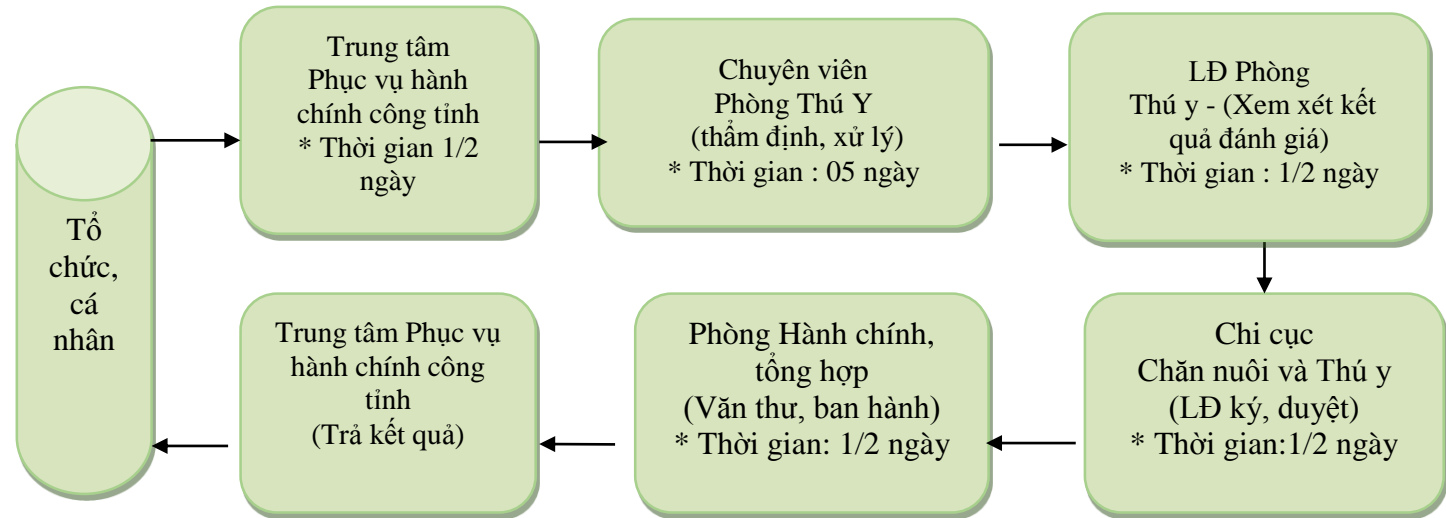 Trung tâm
Phục vụ hành
chính công tỉnh
* Thời gian 1/2
ngày
Chuyên viên
Phòng Thú Y
(thẩm định, xử lý)
* Thời gian : 05 ngày
LĐ Phòng
Thú y - (Xem xét kết
quả đánh giá)
* Thời gian : 1/2 ngày
Tổ
chức,
cá
nhân
Trung tâm Phục vụ
hành chính công
tỉnh
(Trả kết quả)
Phòng Hành chính,
tổng hợp
(Văn thư, ban hành)
* Thời gian: 1/2 ngày
Chi cục
Chăn nuôi và Thú y
(LĐ ký, duyệt)
* Thời gian:1/2 ngày